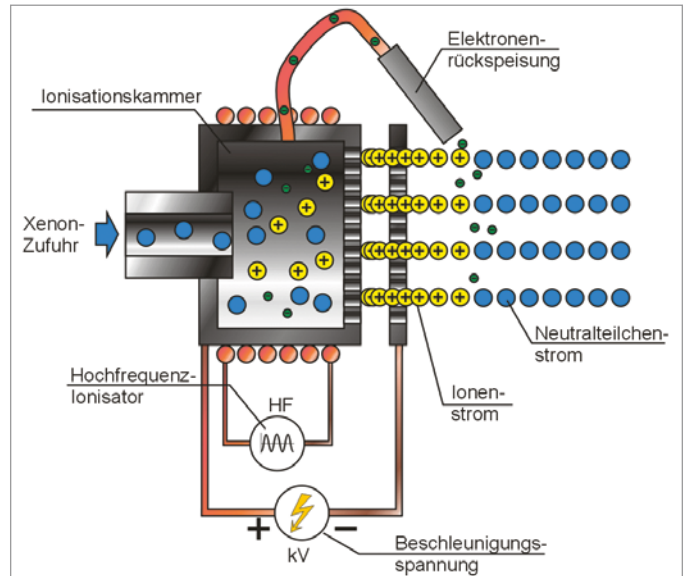 Elektronen-
rückspeisung
Ionisationskammer
Xenon-
Zufuhr
Neutralteilchen-
strom
Hochfrequenz-
Ionisator
HF
Ionen-
strom
+
−
kV
Beschleunigungs-
spannung